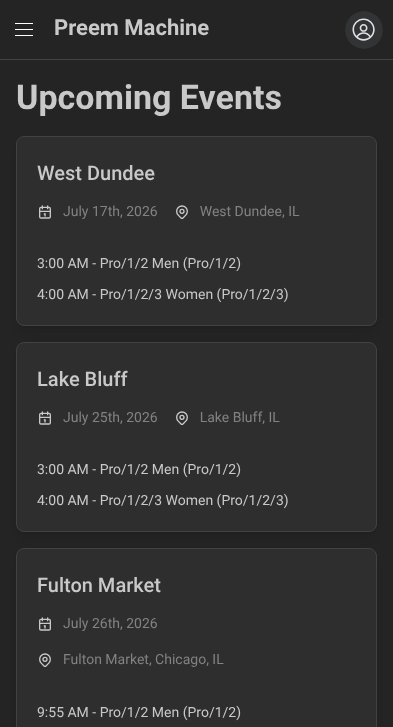 Preem Machine
Upcoming Events
West Dundee
July 17th, 2026 West Dundee, IL
3:00 AM - Pro/1/2 Men (Pro/1/2)
4:00 AM - Pro/1/2/3 Women (Pro/1/2/3)
Lake Bluff
July 25th, 2026 Lake Bluff, IL
3:00 AM - Pro/1/2 Men (Pro/1/2)
4:00 AM - Pro/1/2/3 Women (Pro/1/2/3)
Fulton Market
July 26th, 2026
Fulton Market, Chicago, IL
9:55 AM - Pro/1/2 Men (Pro/1/2)